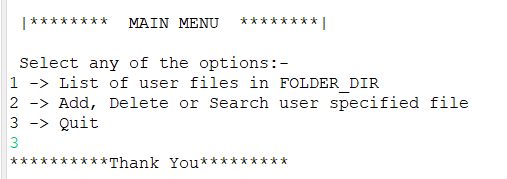 |********  MAIN MENU  ********|
Select any of the options:-
1 -> List of user files in FOLDER_DIR
2 -> Add, Delete or Search user specified file
3 -> Quit
3
**********Thank You*********